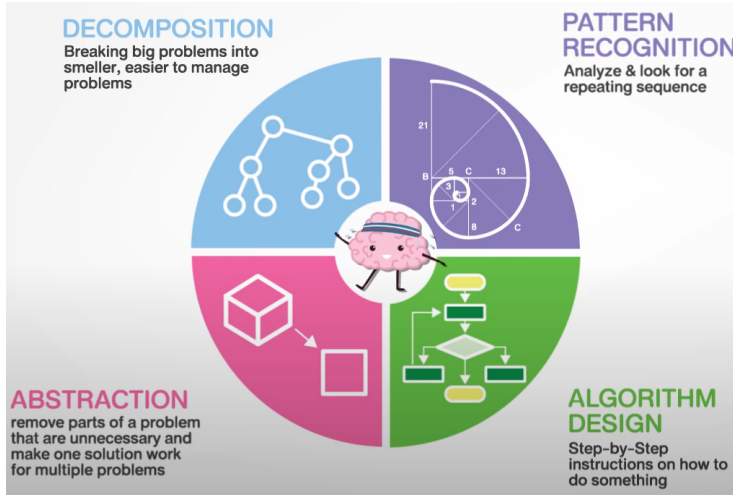 DECOMPOSITION
Breaking big problems into
smeller, easier to manage
problems
PATTERN
RECOGNITION
Analyze & look for a
repeating sequence
21
B
5
C
13
3
1
2
8
C
ABSTRACTION
remove parts of a problem
that are unnecessary and
make one solution work
for multiple problems
ALGORITHM
DESIGN
Step-by-Step
instructions on how to
do something